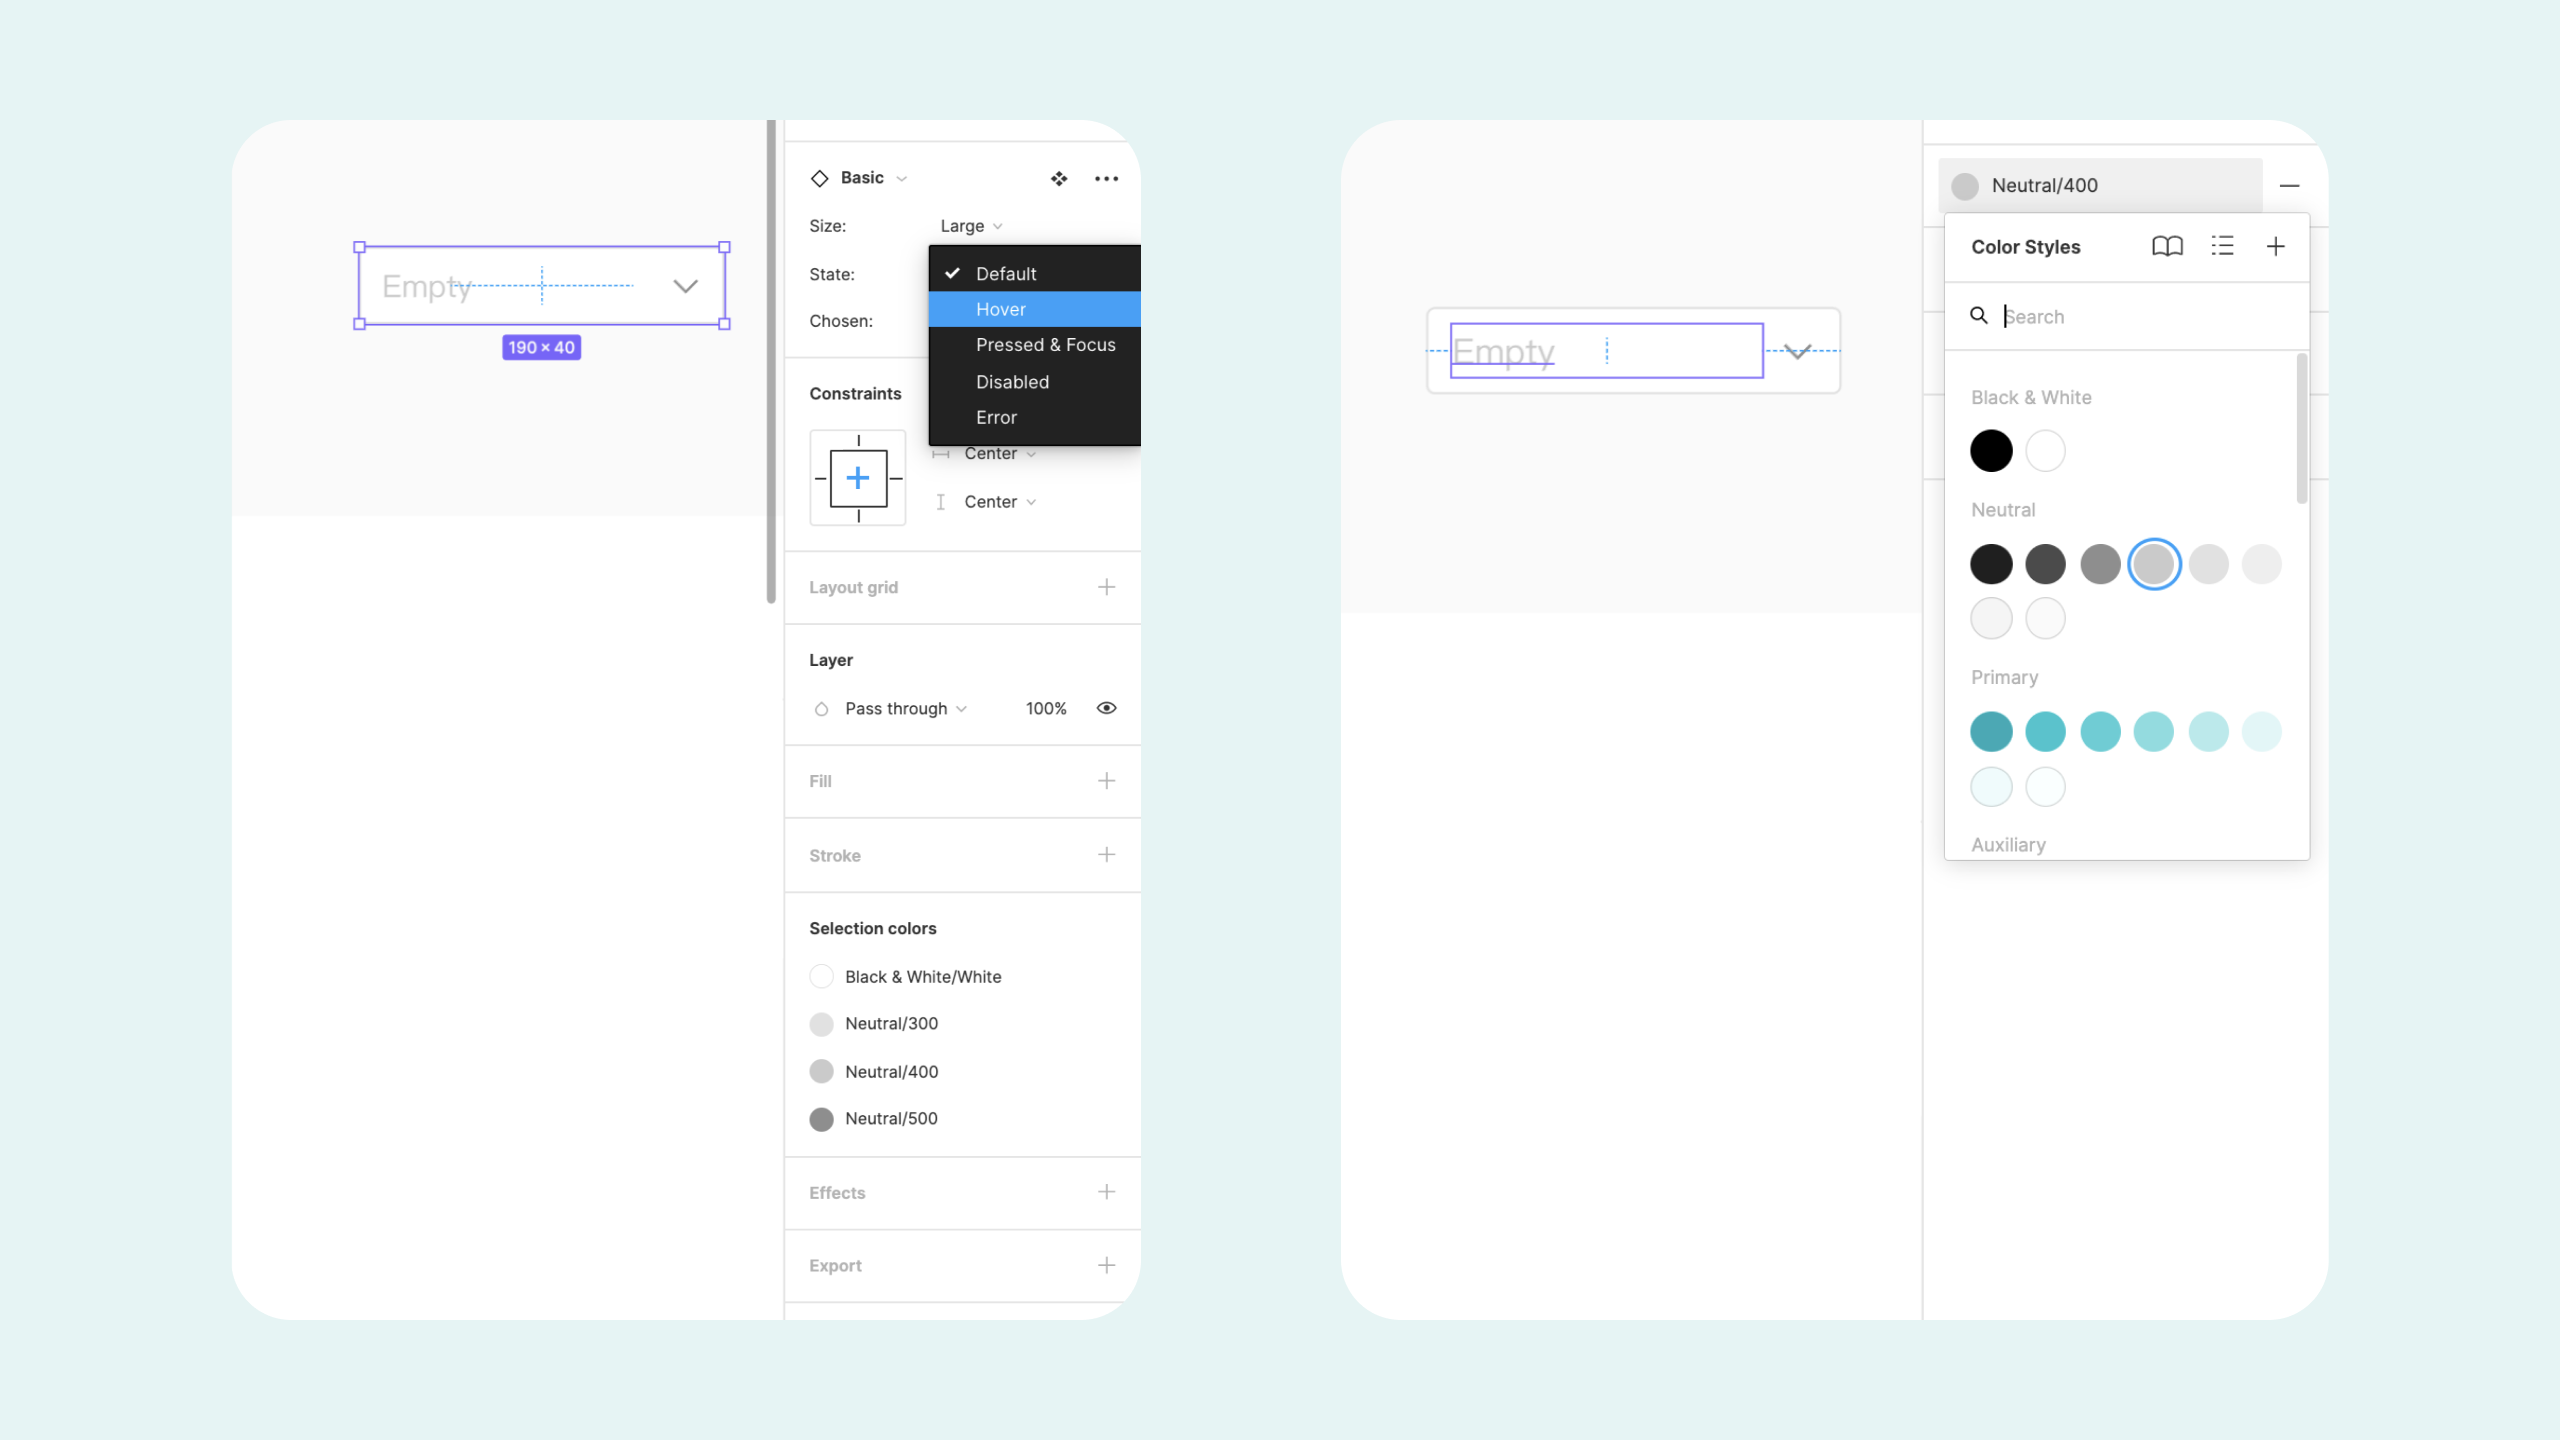 Empty
190 × 40
Basic
Size: Large
State:
Default
Hover
Chosen:
Pressed & Focus
Disabled
Error
Constraints
Center
Center
Layout grid
Layer
Pass through 100%
Fill
Stroke
Selection colors
Black & White/White
Neutral/300
Neutral/400
Neutral/500
Effects
Export
Empty
Neutral/400
Color Styles
Search
Black & White
Neutral
Primary
Auxiliary